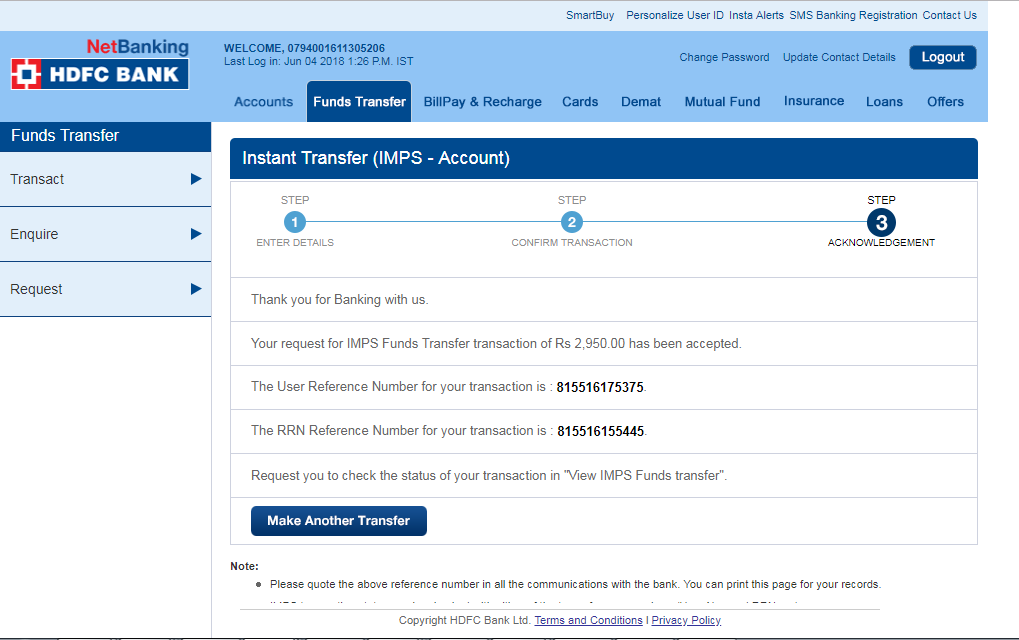 SmartBuy Personalize User ID Insta Alerts SMS Banking Registration Contact Us
NetBanking
HDFC BANK
WELCOME, 0794001611305206
Last Log in: Jun 04 2018 1:26 P.M. IST
Change Password Update Contact Details Logout
Accounts Funds Transfer BillPay & Recharge Cards Demat Mutual Fund Insurance Loans Offers
Funds Transfer
Transact
Enquire
Request
Instant Transfer (IMPS - Account)
STEP STEP STEP
1 2 3
ENTER DETAILS CONFIRM TRANSACTION ACKNOWLEDGEMENT
Thank you for Banking with us.
Your request for IMPS Funds Transfer transaction of Rs 2,950.00 has been accepted.
The User Reference Number for your transaction is : 815516175375.
The RRN Reference Number for your transaction is : 815516155445.
Request you to check the status of your transaction in "View IMPS Funds transfer".
Make Another Transfer
Note:
Please quote the above reference number in all the communications with the bank. You can print this page for your records.
Copyright HDFC Bank Ltd. Terms and Conditions I Privacy Policy